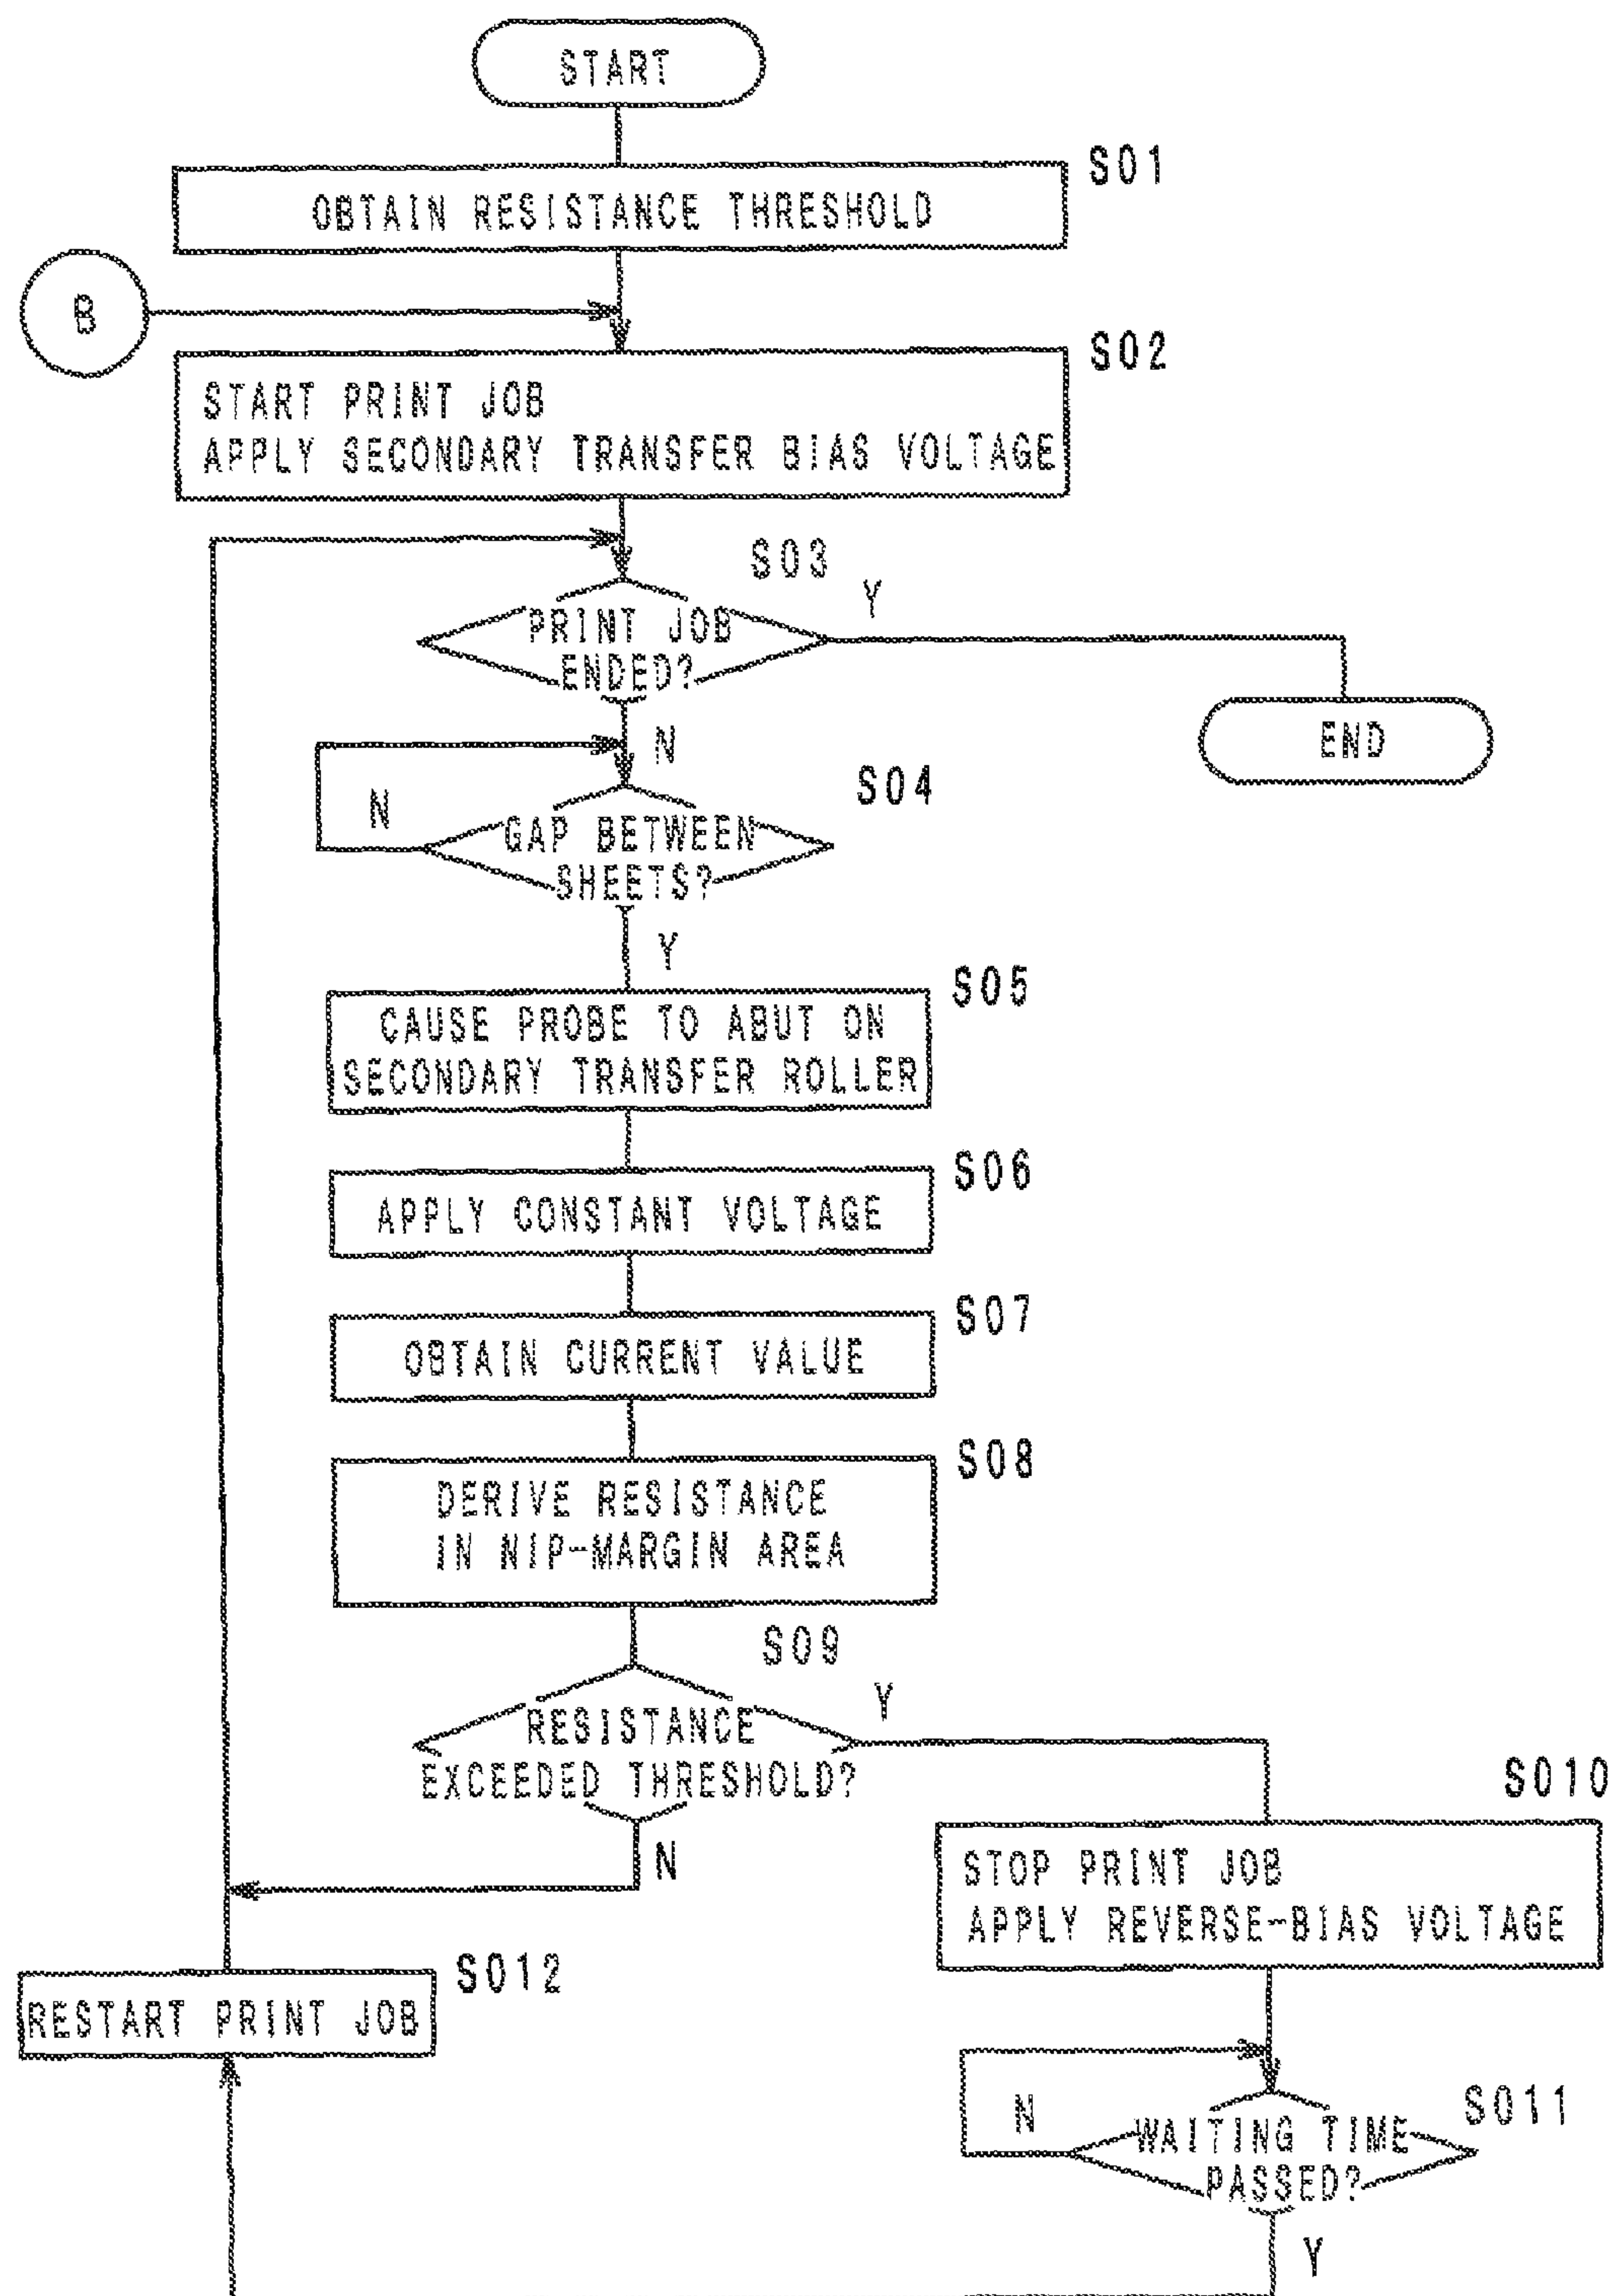 START
S01
OBTAIN RESISTANCE THRESHOLD
B
S02
START PRINT JOB
APPLY SECONDARY TRANSFER BIAS VOLTAGE
S03
PRINT JOB
ENDED?
Y
END
N
S04
N
GAP BETWEEN
SHEETS?
Y
S05
CAUSE PROBE TO ABUT ON
SECONDARY TRANSFER ROLLER
S06
APPLY CONSTANT VOLTAGE
S07
OBTAIN CURRENT VALUE
S08
DERIVE RESISTANCE
IN NIP-MARGIN AREA
S09
RESISTANCE
EXCEEDED THRESHOLD?
Y
N
S010
STOP PRINT JOB
APPLY REVERSE-BIAS VOLTAGE
S012
RESTART PRINT JOB
S011
N
WAITING TIME
PASSED?
Y